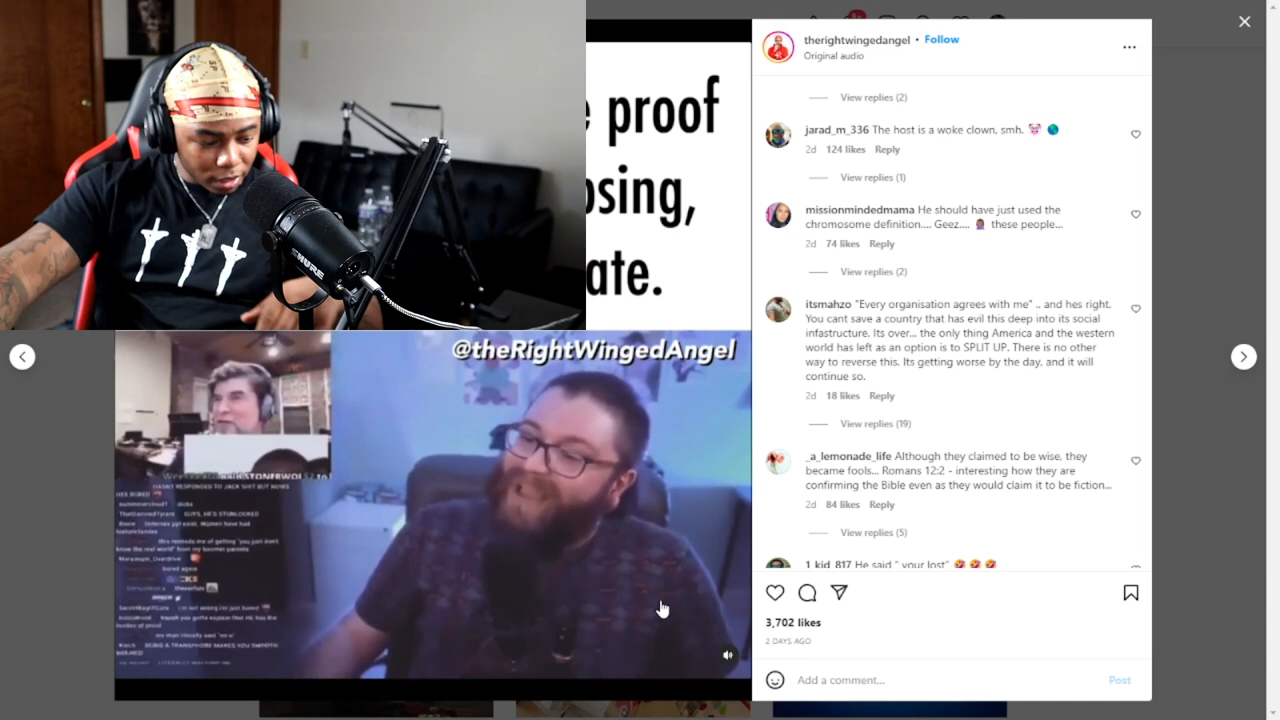 e proof
osing,
ate.
SHURE
@theRightWingedAngel
therightwingedangel • Follow
Original audio
View replies (2)
jarad_m_336 The host is a woke clown, smh.
2d 124 likes Reply
View replies (1)
missionmindedmama He should have just used the
chromosome definition.... Geez.... these people...
2d 74 likes Reply
View replies (2)
itsmahzo "Every organisation agrees with me" .. and hes right.
You cant save a country that has evil this deep into its social
infastructure. Its over... the only thing America and the western
world has left as an option is to SPLIT UP. There is no other
way to reverse this. Its getting worse by the day, and it will
continue so.
2d 18 likes Reply
View replies (19)
_a_lemonade_life Although they claimed to be wise, they
became fools... Romans 12:2 - interesting how they are
confirming the Bible even as they would claim it to be fiction...
2d 84 likes Reply
View replies (5)
1_kid_817 He said " your lost"
3,702 likes
2 DAYS AGO
Add a comment...
Post